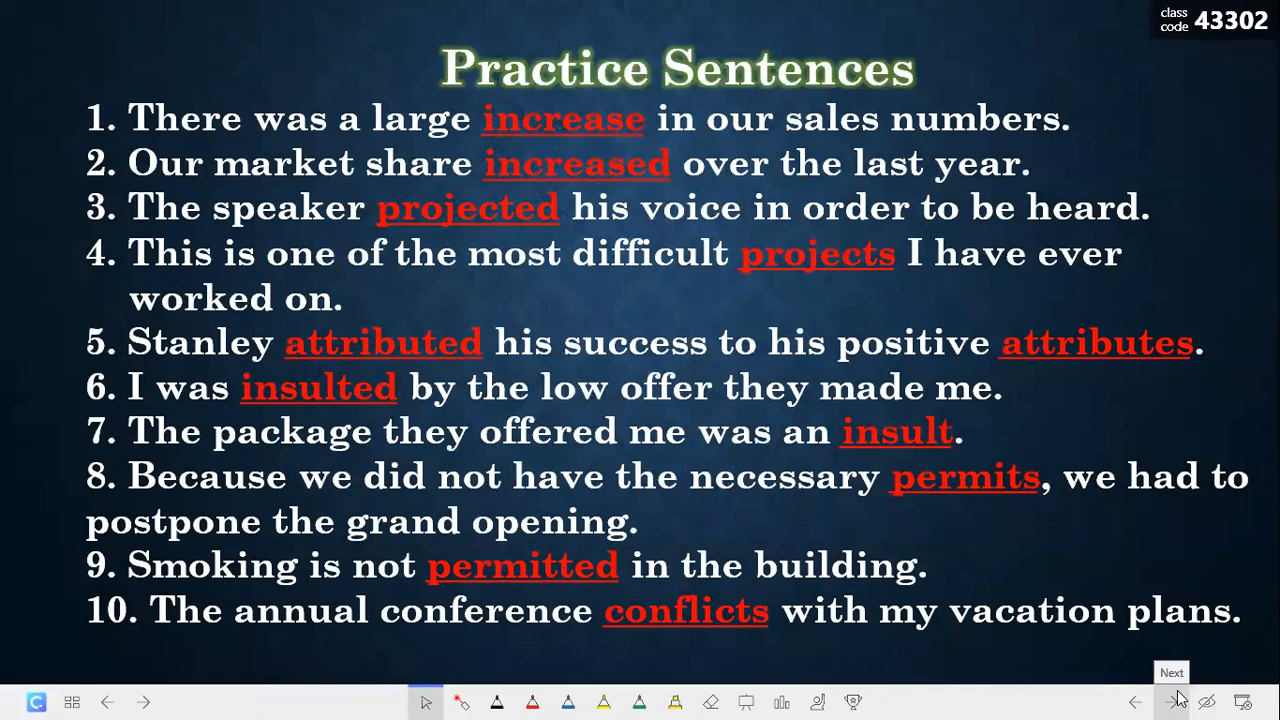 class
code 43302
Practice Sentences
1. There was a large increase in our sales numbers.
2. Our market share increased over the last year.
3. The speaker projected his voice in order to be heard.
4. This is one of the most difficult projects I have ever
worked on.
5. Stanley attributed his success to his positive attributes.
6. I was insulted by the low offer they made me.
7. The package they offered me was an insult.
8. Because we did not have the necessary permits, we had to
postpone the grand opening.
9. Smoking is not permitted in the building.
10. The annual conference conflicts with my vacation plans.
Next